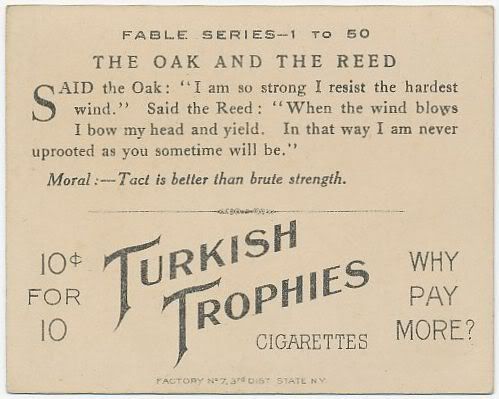 FABLE SERIES—1 TO 50
THE OAK AND THE REED
SAID the Oak: "I am so strong I resist the hardest
wind." Said the Reed: "When the wind blows
I bow my head and yield. In that way I am never
uprooted as you sometime will be."
Moral:—Tact is better than brute strength.
10¢
FOR
10
TURKISH
TROPHIES
CIGARETTES
WHY
PAY
MORE?
FACTORY Nº 7, 3RD DIST. STATE N.Y.